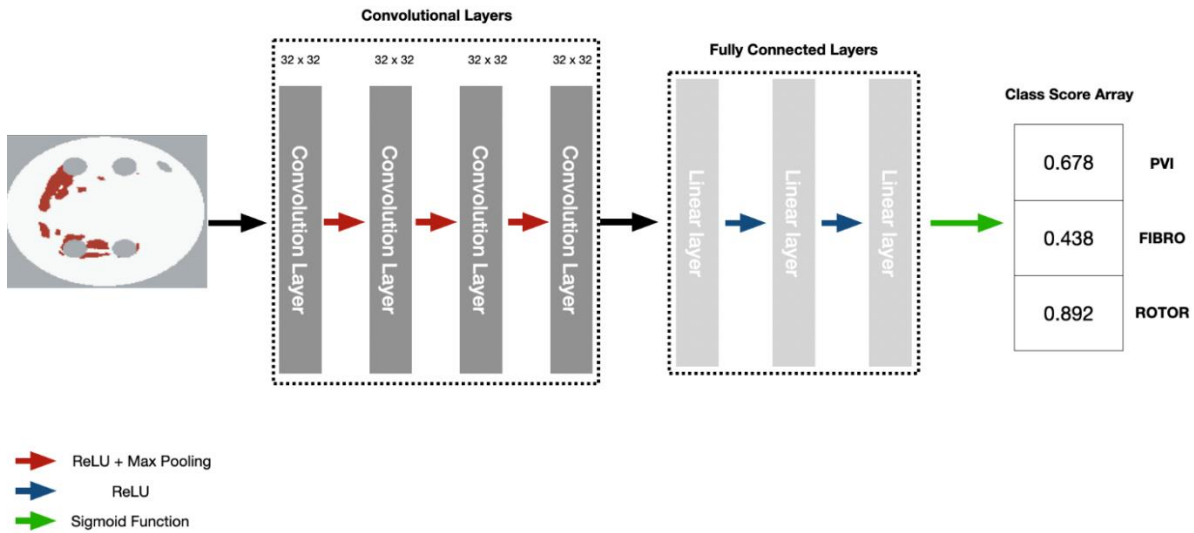 Convolutional Layers
32 x 32
32 x 32
32 x 32
32 x 32
Convolution Layer
Convolution Layer
Convolution Layer
Convolution Layer
Fully Connected Layers
Linear layer
Linear layer
Linear layer
Class Score Array
0.678 PVI
0.438 FIBRO
0.892 ROTOR
ReLU + Max Pooling
ReLU
Sigmoid Function